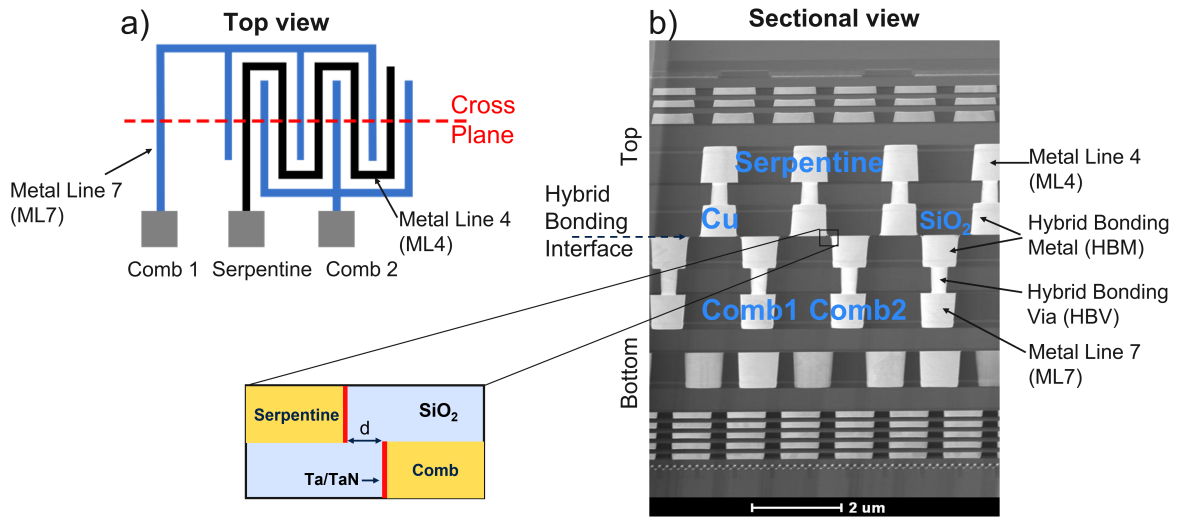 a)
Top view
Cross
Plane
Metal Line 7
(ML7)
Metal Line 4
(ML4)
Comb 1
Serpentine
Comb 2
b)
Sectional view
Top
Bottom
Hybrid
Bonding
Interface
Serpentine
Cu
SiO₂
Comb1
Comb2
Metal Line 4
(ML4)
Hybrid Bonding
Metal (HBM)
Hybrid Bonding
Via (HBV)
Metal Line 7
(ML7)
2 um
Serpentine
SiO₂
d
Ta/TaN
Comb